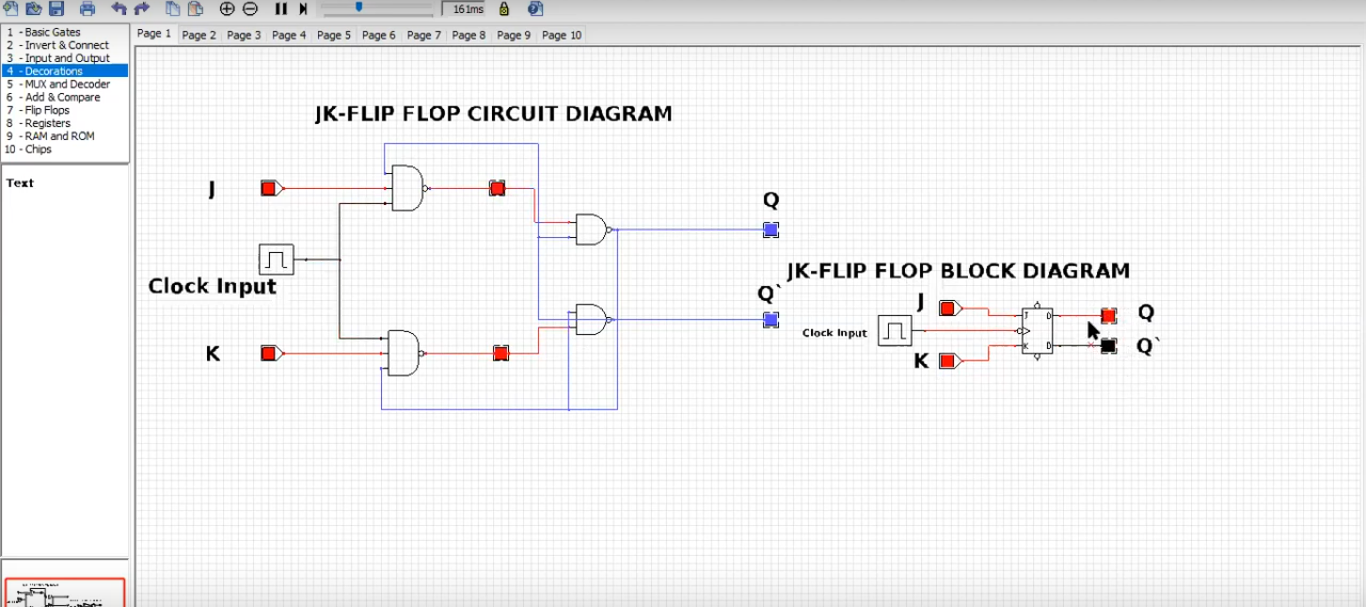 161ms
1 - Basic Gates
2 - Invert & Connect
3 - Input and Output
4 - Decorations
5 - MUX and Decoder
6 - Add & Compare
7 - Flip Flops
8 - Registers
9 - RAM and ROM
10 - Chips
Text
Page 1 Page 2 Page 3 Page 4 Page 5 Page 6 Page 7 Page 8 Page 9 Page 10
JK-FLIP FLOP CIRCUIT DIAGRAM
J
Clock Input
K
Q
Q`
JK-FLIP FLOP BLOCK DIAGRAM
J
Clock Input
K
J
K
Q
Q`